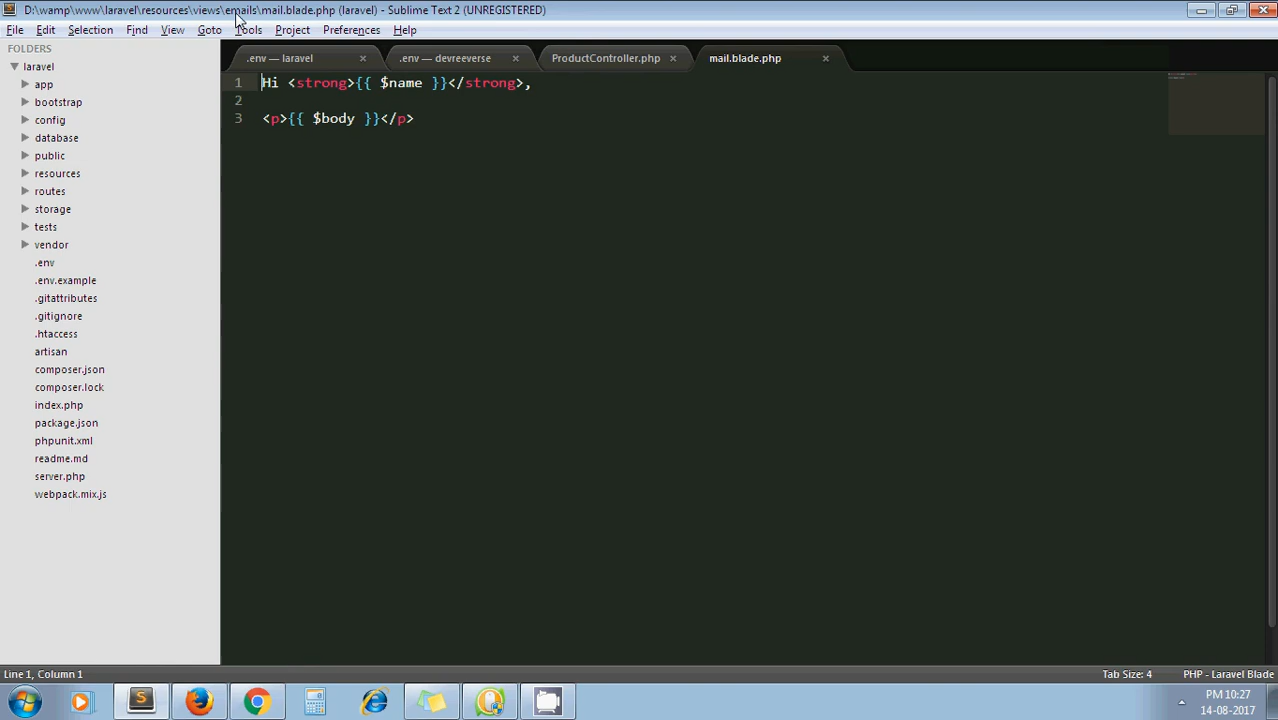 D:\wamp\www\laravel\resources\views\emails\mail.blade.php (laravel) - Sublime Text 2 (UNREGISTERED)
File Edit Selection Find View Goto Tools Project Preferences Help
FOLDERS
laravel
app
bootstrap
config
database
public
resources
routes
storage
tests
vendor
.env
.env.example
.gitattributes
.gitignore
.htaccess
artisan
composer.json
composer.lock
index.php
package.json
phpunit.xml
readme.md
server.php
webpack.mix.js
.env — laravel × .env — devreeverse × ProductController.php × mail.blade.php ×
1 Hi <strong>{{ $name }}</strong>,
2
3 <p>{{ $body }}</p>
Line 1, Column 1 Tab Size: 4 PHP - Laravel Blade
PM 10:27
14-08-2017